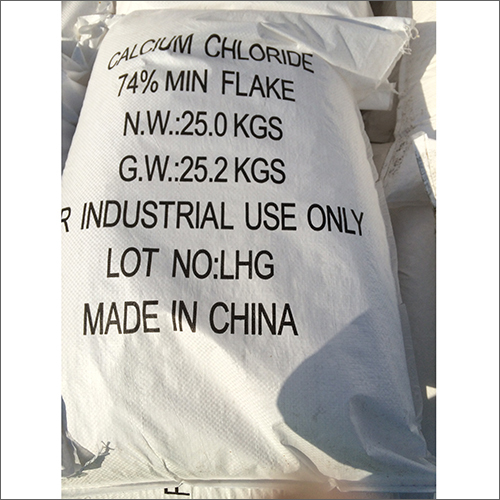 CALCIUM CHLORIDE
74% MIN FLAKE
N.W.:25.0 KGS
G.W.:25.2 KGS
R INDUSTRIAL USE ONLY
LOT NO:LHG
MADE IN CHINA
F